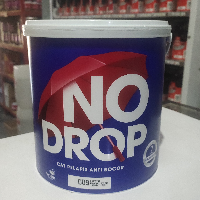 NO
DROP
CAT PELAPIS ANTI BOCOR